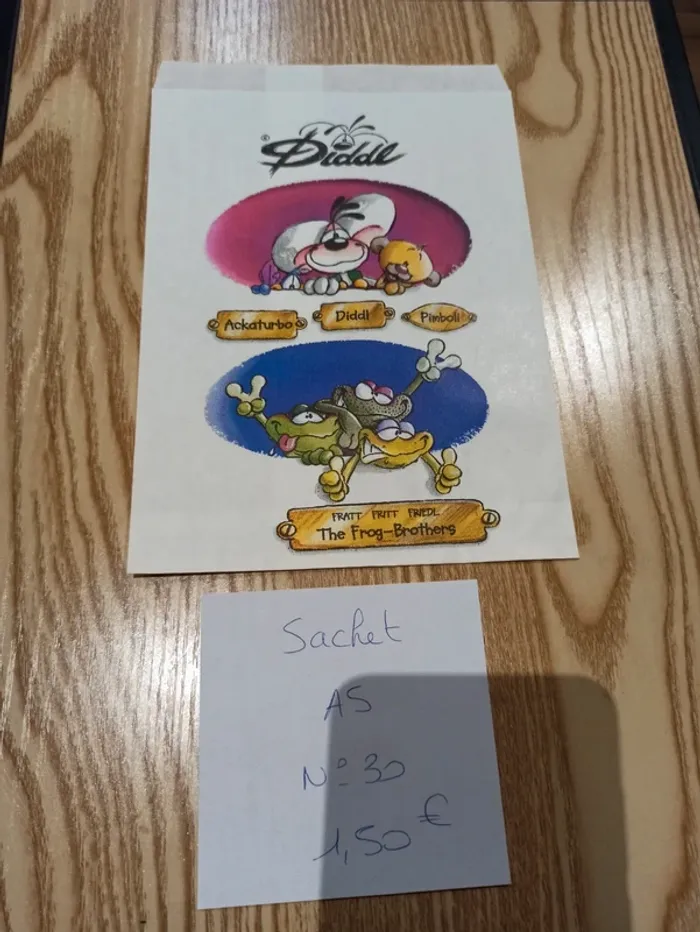 © Diddl
Ackaturbo Diddl Pimboli
FRATT FRITT FRIEDL
The Frog-Brothers
Sachet
A5
N° 30
1,50 €